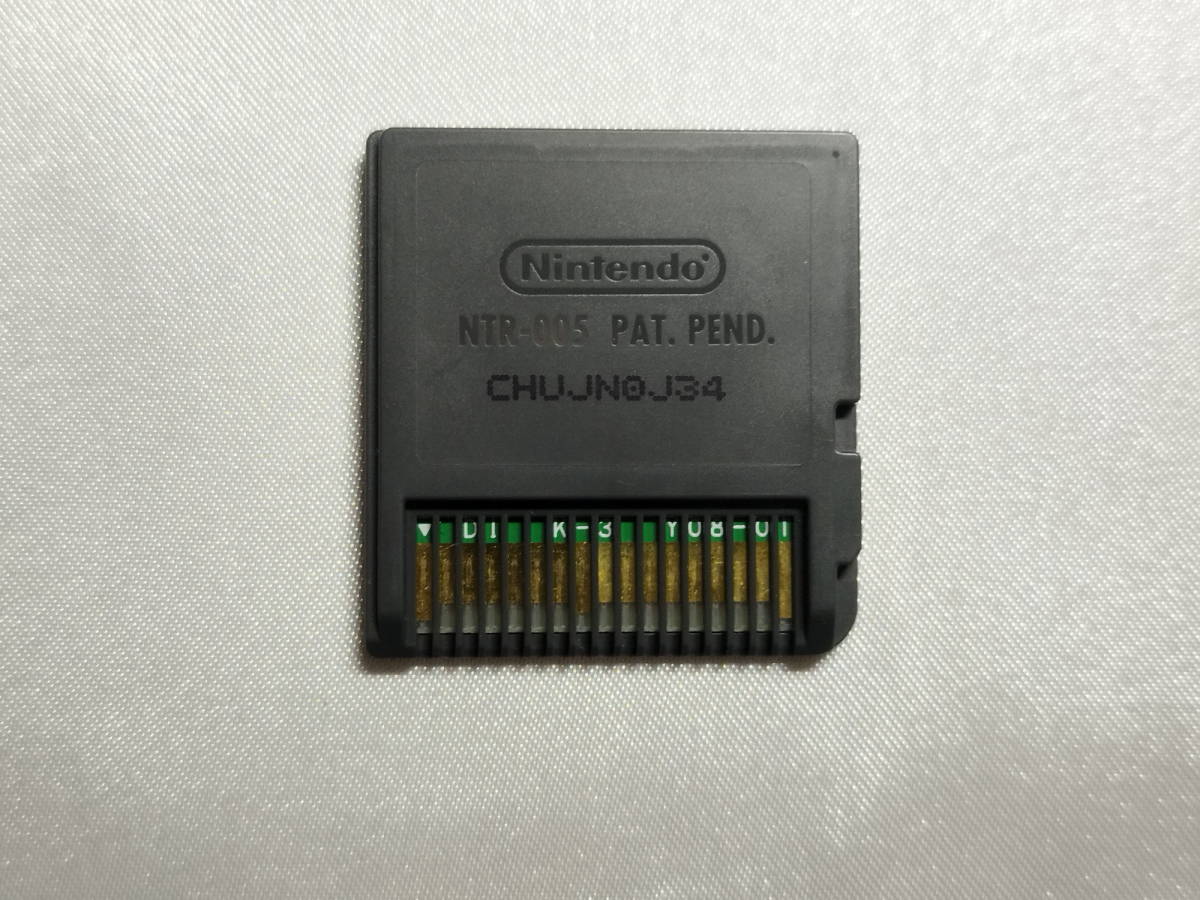 Nintendo
NTR-005 PAT. PEND.
CHUJN0J34
▼ DI K-3 Y08-01